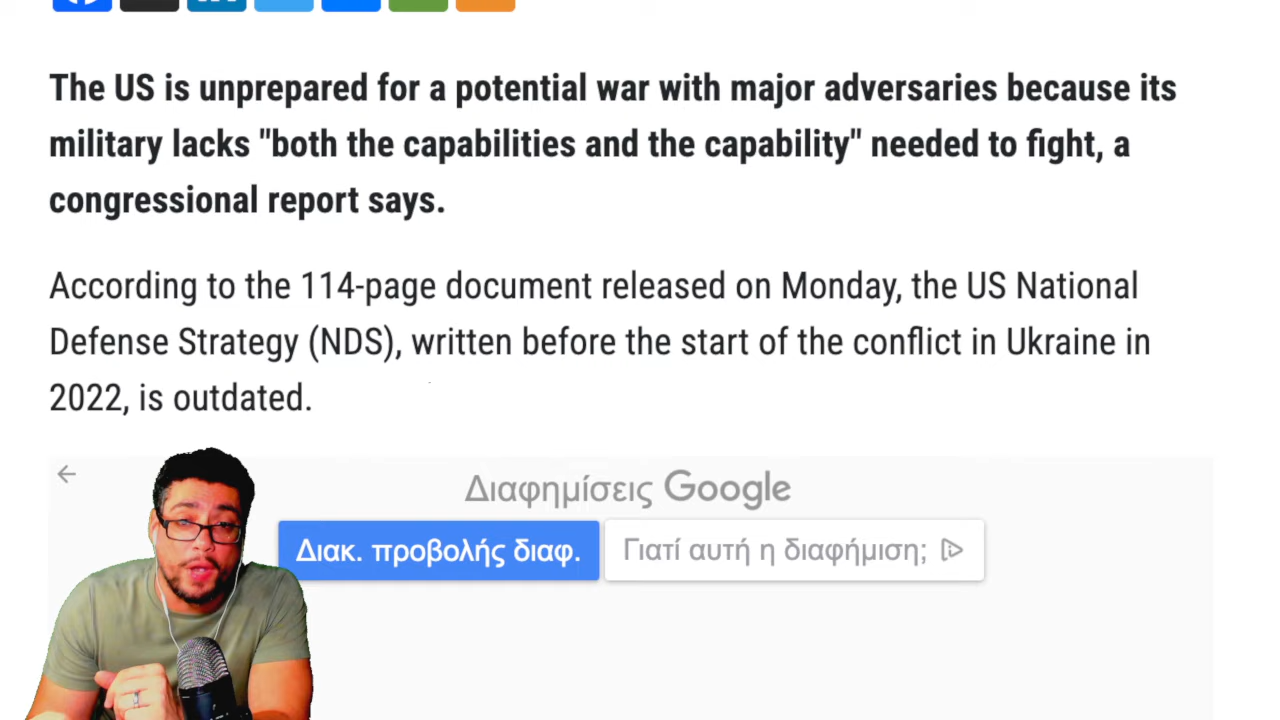 The US is unprepared for a potential war with major adversaries because its
military lacks "both the capabilities and the capability" needed to fight, a
congressional report says.
According to the 114-page document released on Monday, the US National
Defense Strategy (NDS), written before the start of the conflict in Ukraine in
2022, is outdated.
Διαφημίσεις Google
Διακ. προβολής διαφ.
Γιατί αυτή η διαφήμιση;